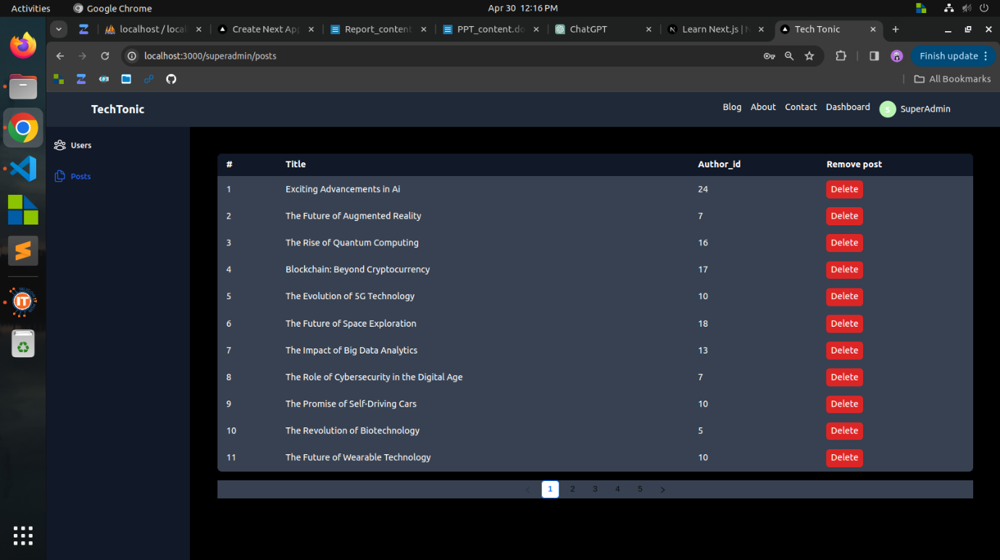 Activities Google Chrome Apr 30 12:16 PM
localhost / local Create Next App Report_content. PPT_content.do ChatGPT Learn Next.js | N Tech Tonic
localhost:3000/superadmin/posts Finish update
All Bookmarks
TechTonic Blog About Contact Dashboard S SuperAdmin
Users
Posts
# Title Author_id Remove post
1 Exciting Advancements in Ai 24 Delete
2 The Future of Augmented Reality 7 Delete
3 The Rise of Quantum Computing 16 Delete
4 Blockchain: Beyond Cryptocurrency 17 Delete
5 The Evolution of 5G Technology 10 Delete
6 The Future of Space Exploration 18 Delete
7 The Impact of Big Data Analytics 13 Delete
8 The Role of Cybersecurity in the Digital Age 7 Delete
9 The Promise of Self-Driving Cars 10 Delete
10 The Revolution of Biotechnology 5 Delete
11 The Future of Wearable Technology 10 Delete
< 1 2 3 4 5 >
IT